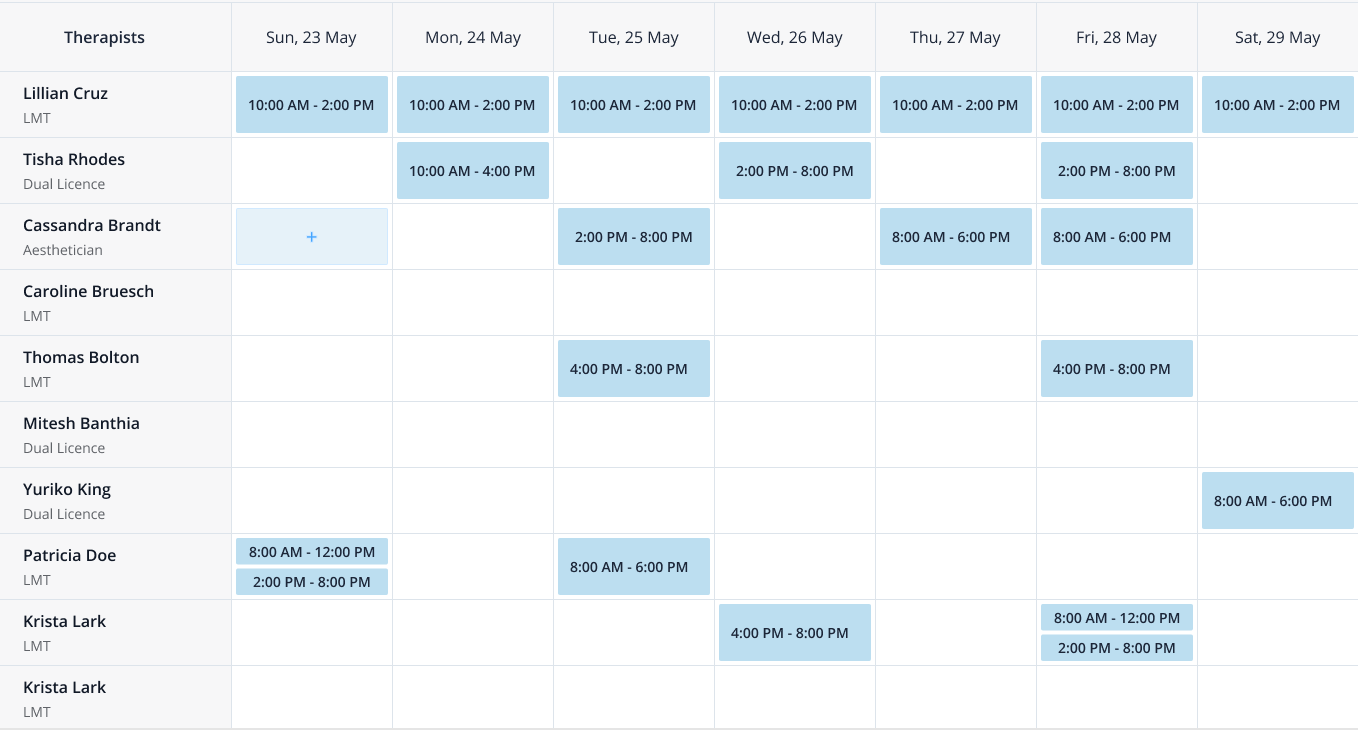 Therapists Sun, 23 May Mon, 24 May Tue, 25 May Wed, 26 May Thu, 27 May Fri, 28 May Sat, 29 May
Lillian Cruz
LMT
10:00 AM - 2:00 PM 10:00 AM - 2:00 PM 10:00 AM - 2:00 PM 10:00 AM - 2:00 PM 10:00 AM - 2:00 PM 10:00 AM - 2:00 PM 10:00 AM - 2:00 PM
Tisha Rhodes
Dual Licence
10:00 AM - 4:00 PM 2:00 PM - 8:00 PM 2:00 PM - 8:00 PM
Cassandra Brandt
Aesthetician
+ 2:00 PM - 8:00 PM 8:00 AM - 6:00 PM 8:00 AM - 6:00 PM
Caroline Bruesch
LMT
Thomas Bolton
LMT
4:00 PM - 8:00 PM 4:00 PM - 8:00 PM
Mitesh Banthia
Dual Licence
Yuriko King
Dual Licence
8:00 AM - 6:00 PM
Patricia Doe
LMT
8:00 AM - 12:00 PM
2:00 PM - 8:00 PM
8:00 AM - 6:00 PM
Krista Lark
LMT
4:00 PM - 8:00 PM
8:00 AM - 12:00 PM
2:00 PM - 8:00 PM
Krista Lark
LMT